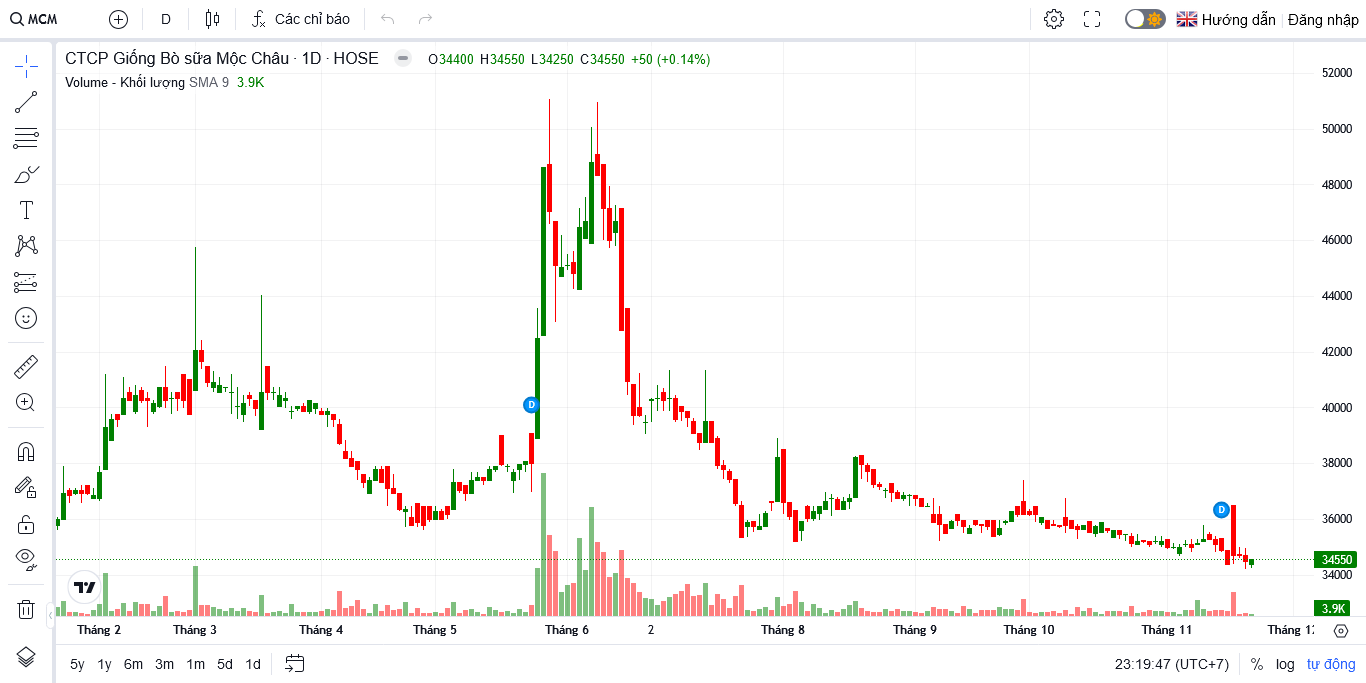 MCM D Các chỉ báo Hướng dẫn Đăng nhập
CTCP Giống Bò sữa Mộc Châu · 1D · HOSE O34400 H34550 L34250 C34550 +50 (+0.14%)
Volume - Khối lượng SMA 9 3.9K
52000
50000
48000
46000
44000
42000
40000
38000
36000
34550
34000
3.9K
D
D
Tháng 2 Tháng 3 Tháng 4 Tháng 5 Tháng 6 2 Tháng 8 Tháng 9 Tháng 10 Tháng 11 Tháng 12
5y 1y 6m 3m 1m 5d 1d 23:19:47 (UTC+7) % log tự động